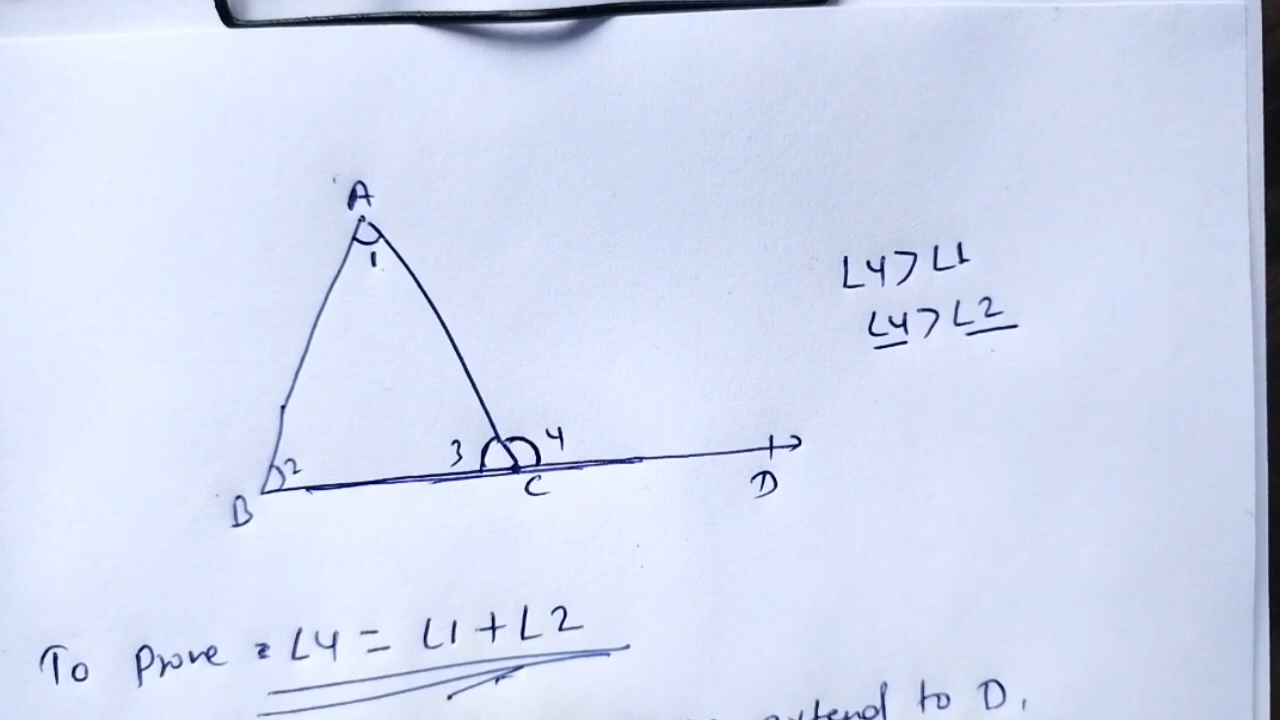 A
1
∠4>∠1
∠4>∠2
3 4
2
B C D
To Prove : ∠4 = ∠1+∠2
extend to D.